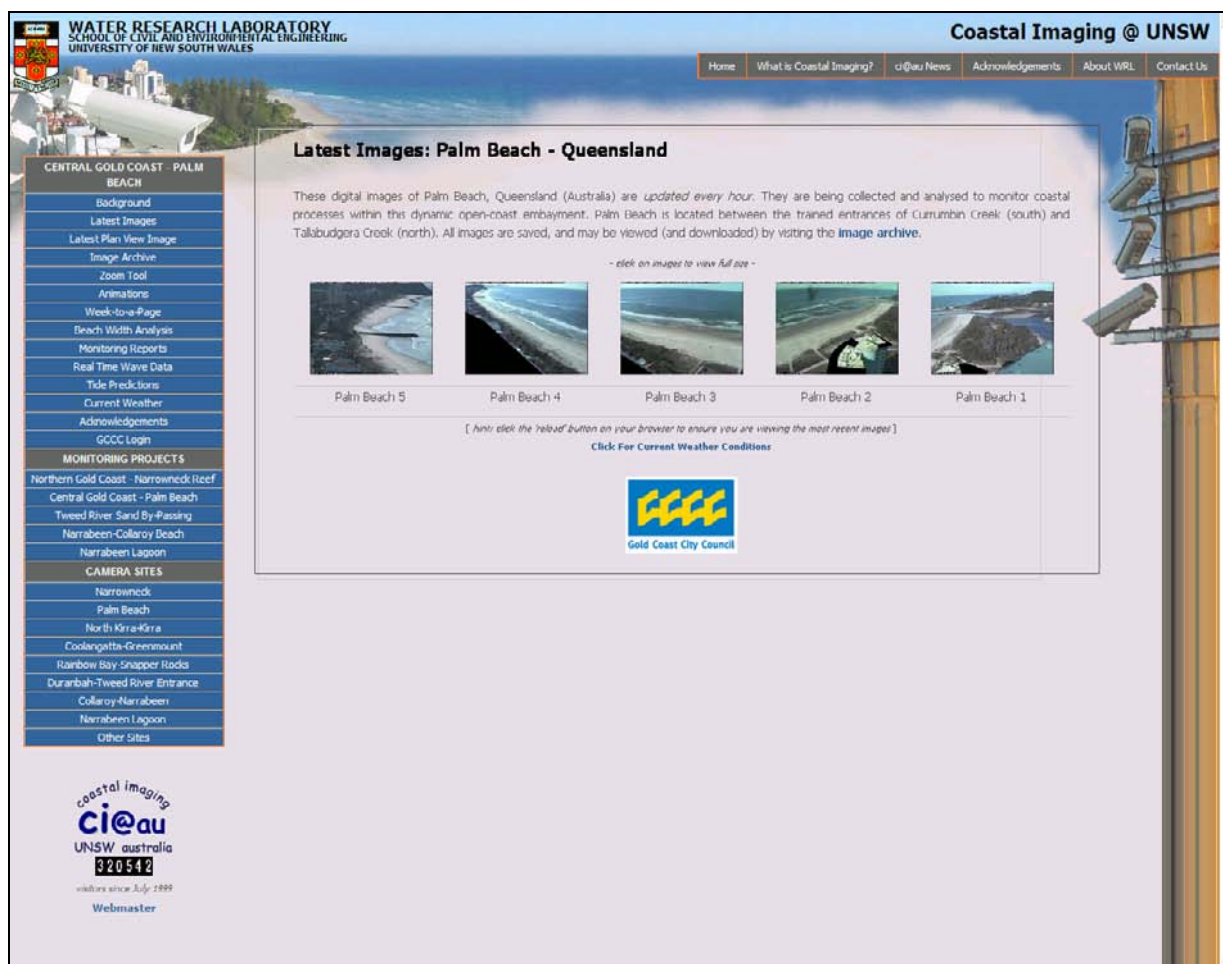 WATER RESEARCH LABORATORY
SCHOOL OF CIVIL AND ENVIRONMENTAL ENGINEERING
UNIVERSITY OF NEW SOUTH WALES
Coastal Imaging @ UNSW
Home
What is Coastal Imaging?
ci@au News
Acknowledgements
About WRL
Contact Us
CENTRAL GOLD COAST - PALM
BEACH
Background
Latest Images
Latest Plan View Image
Image Archive
Zoom Tool
Animations
Week-to-a-Page
Beach Width Analysis
Monitoring Reports
Real Time Wave Data
Tide Predictions
Current Weather
Acknowledgements
GCCC Login
MONITORING PROJECTS
Northern Gold Coast - Narrowneck Reef
Central Gold Coast - Palm Beach
Tweed River Sand By-Passing
Narrabeen-Collaroy Beach
Narrabeen Lagoon
CAMERA SITES
Narrowneck
Palm Beach
North Kirra-Kirra
Coolangatta-Greenmount
Rainbow Bay-Snapper Rocks
Duranbah-Tweed River Entrance
Collaroy-Narrabeen
Narrabeen Lagoon
Other Sites
coastal imaging
ci@au
UNSW australia
320542
visitors since July 1999
Webmaster
Latest Images: Palm Beach - Queensland
These digital images of Palm Beach, Queensland (Australia) are updated every hour. They are being collected and analysed to monitor coastal
processes within this dynamic open-coast embayment. Palm Beach is located between the trained entrances of Currumbin Creek (south) and
Tallabudgera Creek (north). All images are saved, and may be viewed (and downloaded) by visiting the image archive.
- click on images to view full size -
Palm Beach 5
Palm Beach 4
Palm Beach 3
Palm Beach 2
Palm Beach 1
[ hint: click the 'reload' button on your browser to ensure you are viewing the most recent images ]
Click For Current Weather Conditions
Gold Coast City Council